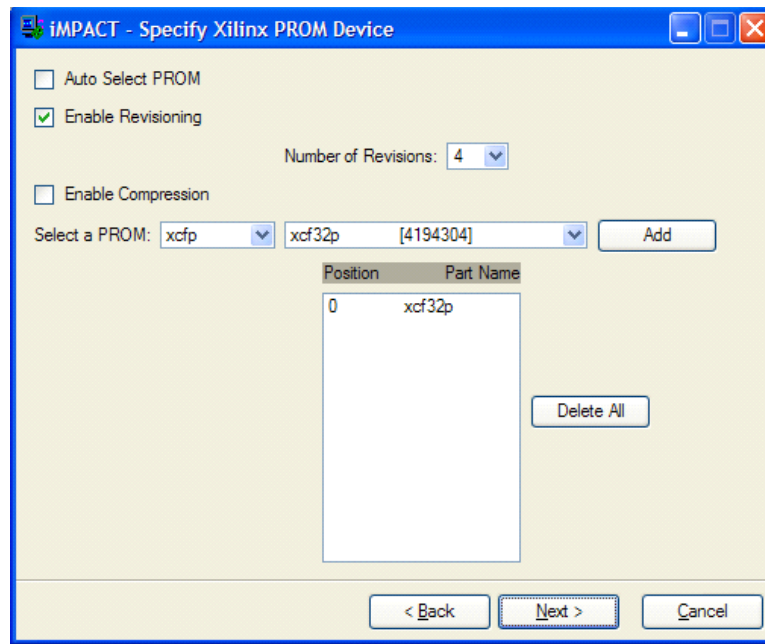 iMPACT - Specify Xilinx PROM Device
Auto Select PROM
Enable Revisioning
Number of Revisions: 4
Enable Compression
Select a PROM: xcfp xcf32p [4194304] Add
Position Part Name
0 xcf32p
Delete All
< Back Next > Cancel